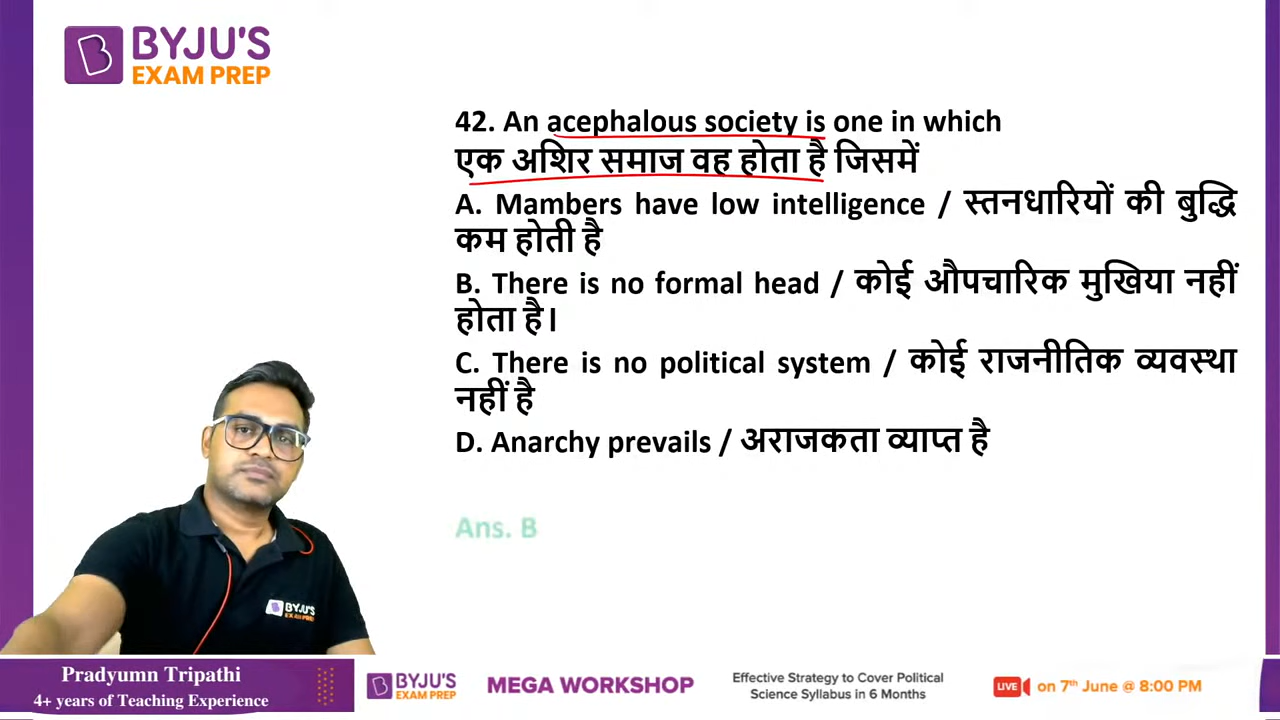 BYJU'S
EXAM PREP
42. An acephalous society is one in which
एक अशिर समाज वह होता है जिसमें
A. Mambers have low intelligence / स्तनधारियों की बुद्धि
कम होती है
B. There is no formal head / कोई औपचारिक मुखिया नहीं
होता है।
C. There is no political system / कोई राजनीतिक व्यवस्था
नहीं है
D. Anarchy prevails / अराजकता व्याप्त है
Ans. B
BYJU'S
EXAM PREP
Pradyumn Tripathi
4+ years of Teaching Experience
BYJU'S
EXAM PREP
MEGA WORKSHOP
Effective Strategy to Cover Political
Science Syllabus in 6 Months
LIVE on 7th June @ 8:00 PM